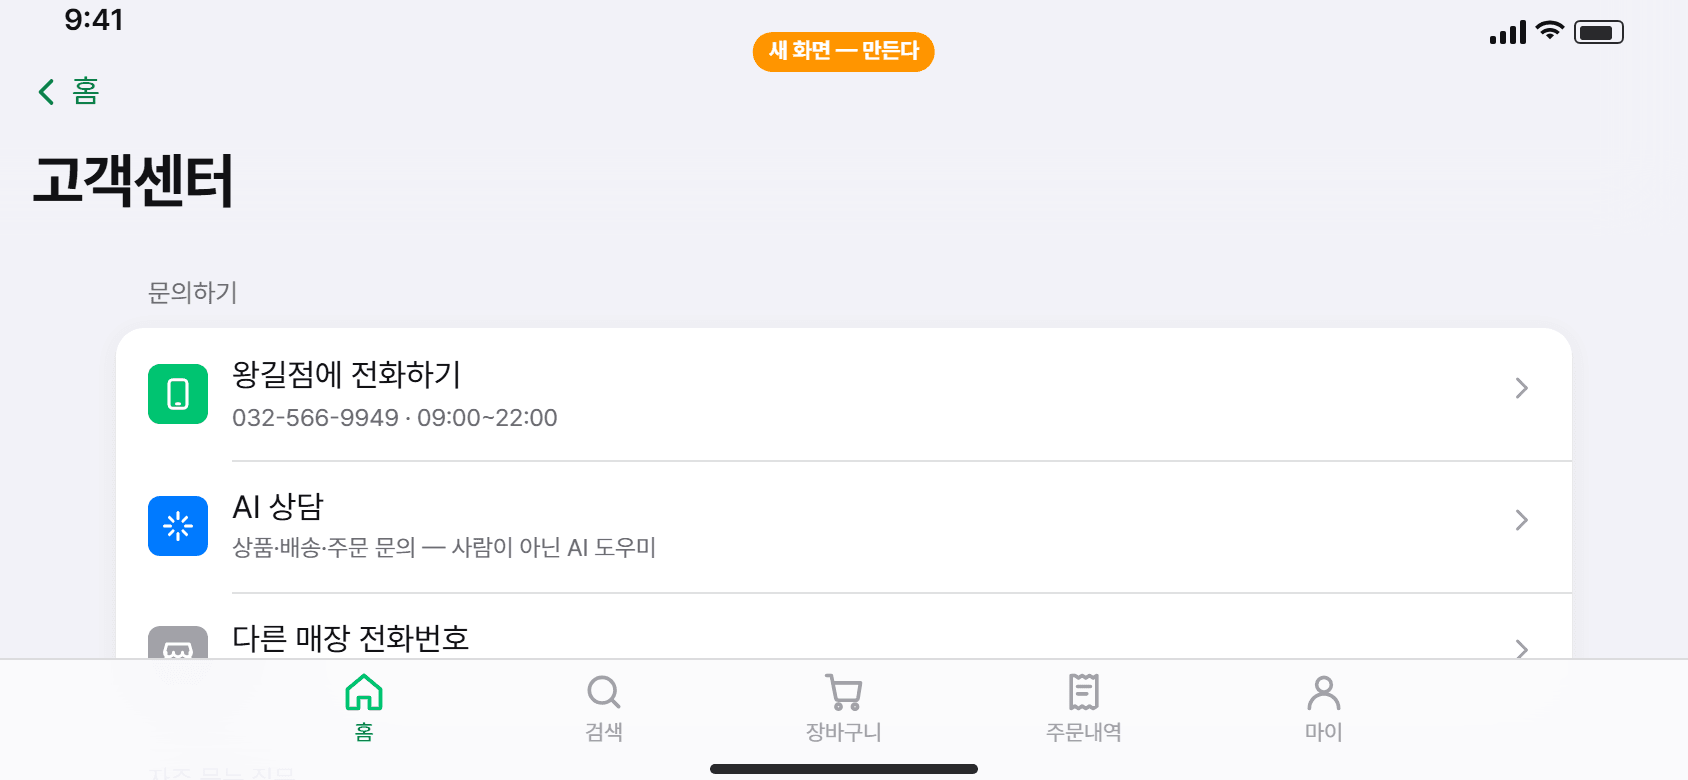 9:41
새 화면 — 만든다
홈
고객센터
문의하기
왕길점에 전화하기
032-566-9949 · 09:00~22:00
AI 상담
상품·배송·주문 문의 — 사람이 아닌 AI 도우미
다른 매장 전화번호
홈
검색
장바구니
주문내역
마이